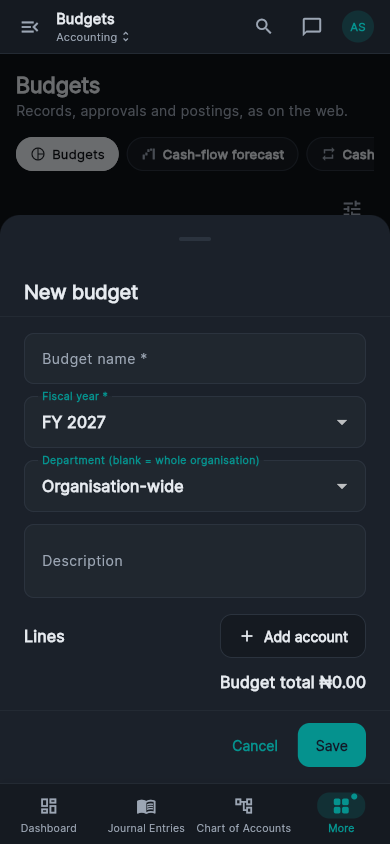 Budgets
Accounting
AS
Budgets
Records, approvals and postings, as on the web.
Budgets
Cash-flow forecast
Cash
New budget
Budget name *
Fiscal year *
FY 2027
Department (blank = whole organisation)
Organisation-wide
Description
Lines
+ Add account
Budget total ₦0.00
Cancel
Save
Dashboard
Journal Entries
Chart of Accounts
More